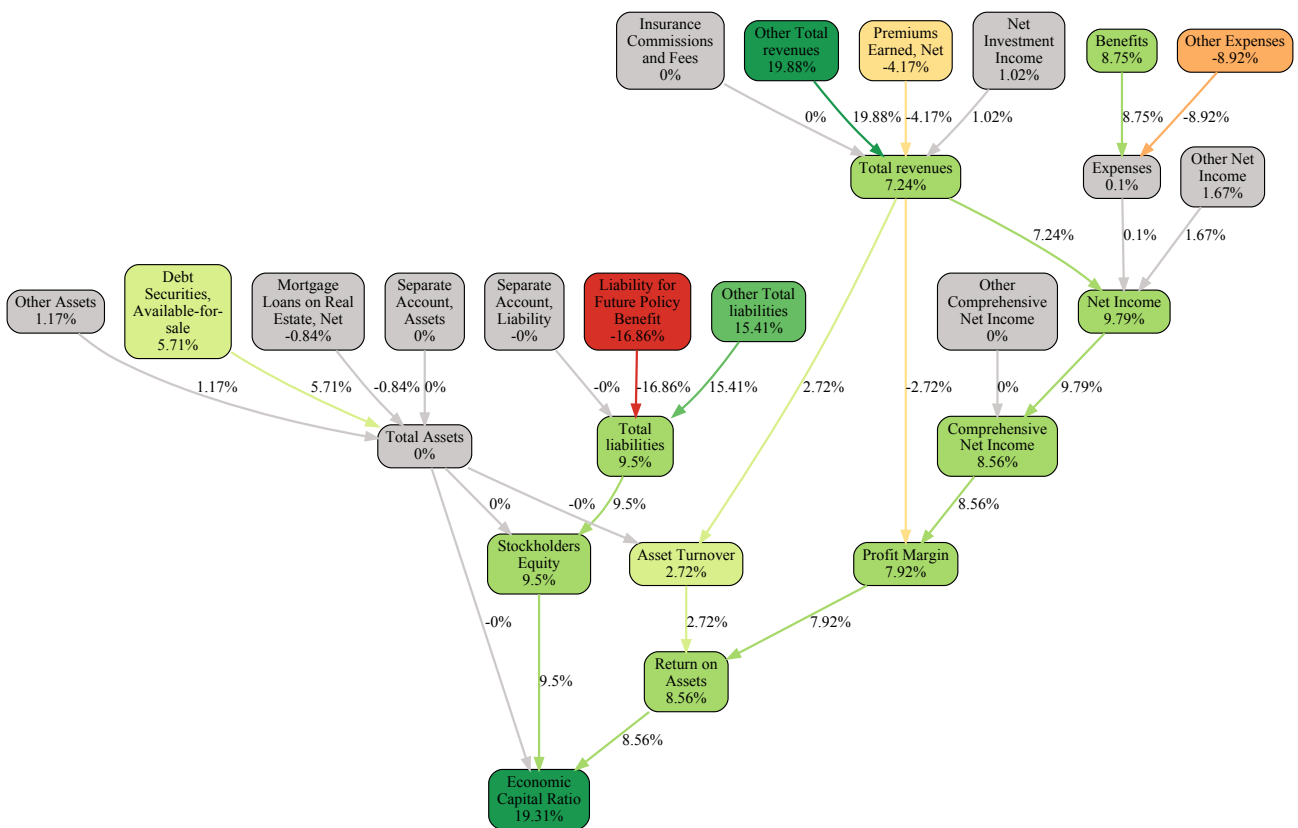 Insurance
Commissions
and Fees
0%
Other Total
revenues
19.88%
Premiums
Earned, Net
-4.17%
Net
Investment
Income
1.02%
Benefits
8.75%
Other Expenses
-8.92%
0%
19.88%
-4.17%
1.02%
8.75%
-8.92%
Total revenues
7.24%
Expenses
0.1%
Other Net
Income
1.67%
7.24%
0.1%
1.67%
Other Assets
1.17%
Debt
Securities,
Available-for-
sale
5.71%
Mortgage
Loans on Real
Estate, Net
-0.84%
Separate
Account,
Assets
0%
Separate
Account,
Liability
-0%
Liability for
Future Policy
Benefit
-16.86%
Other Total
liabilities
15.41%
Other
Comprehensive
Net Income
0%
Net Income
9.79%
1.17%
5.71%
-0.84%
0%
-0%
-16.86%
15.41%
2.72%
-2.72%
0%
9.79%
Total Assets
0%
Total
liabilities
9.5%
Comprehensive
Net Income
8.56%
0%
9.5%
-0%
8.56%
Stockholders
Equity
9.5%
Asset Turnover
2.72%
Profit Margin
7.92%
-0%
2.72%
7.92%
9.5%
Return on
Assets
8.56%
8.56%
Economic
Capital Ratio
19.31%